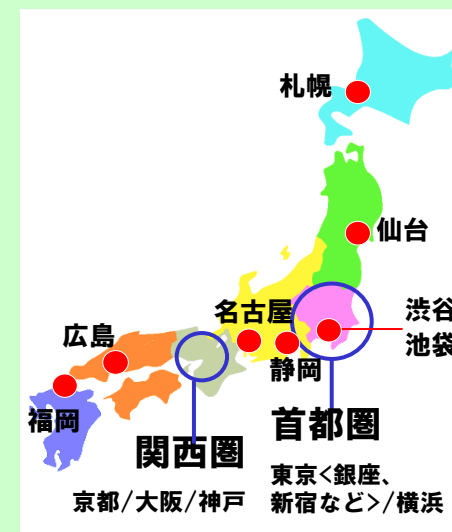 札幌
仙台
名古屋
渋谷
池袋
広島
静岡
福岡
首都圏
関西圏
東京<銀座、
新宿など>/横浜
京都/大阪/神戸